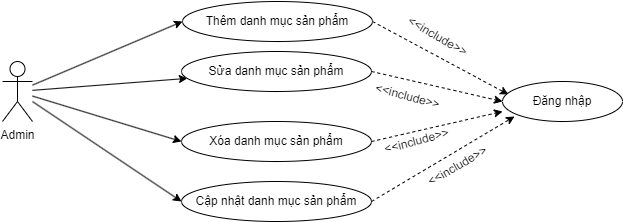 Thêm danh mục sản phẩm
<<include>>
Sửa danh mục sản phẩm
<<include>>
Đăng nhập
Admin
Xóa danh mục sản phẩm
<<include>>
<<include>>
Cập nhật danh mục sản phẩm